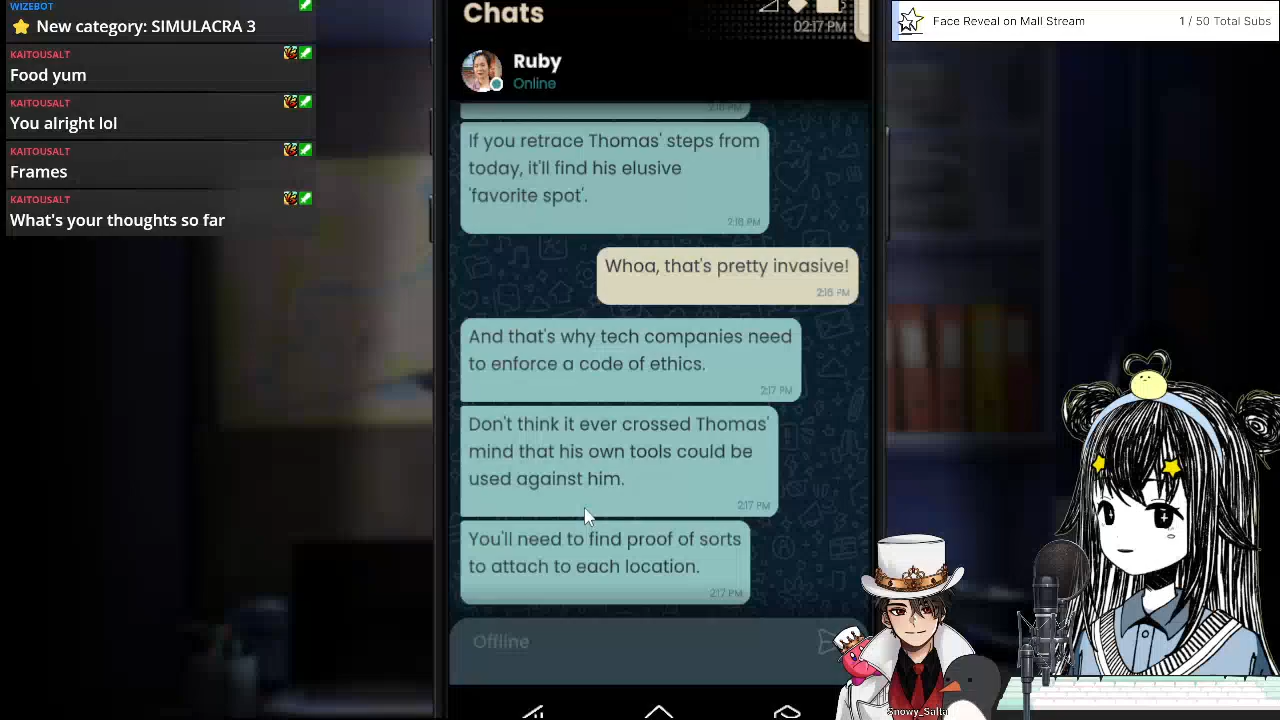 WIZEBOT
New category: SIMULACRA 3
KAITOUSALT
Food yum
KAITOUSALT
You alright lol
KAITOUSALT
Frames
KAITOUSALT
What's your thoughts so far
Chats
02:17 PM
Ruby
Online
2:16 PM
If you retrace Thomas' steps from
today, it'll find his elusive
'favorite spot'.
2:16 PM
Whoa, that's pretty invasive!
2:16 PM
And that's why tech companies need
to enforce a code of ethics.
2:17 PM
Don't think it ever crossed Thomas'
mind that his own tools could be
used against him.
2:17 PM
You'll need to find proof of sorts
to attach to each location.
2:17 PM
Offline
Face Reveal on Mall Stream
1 / 50 Total Subs